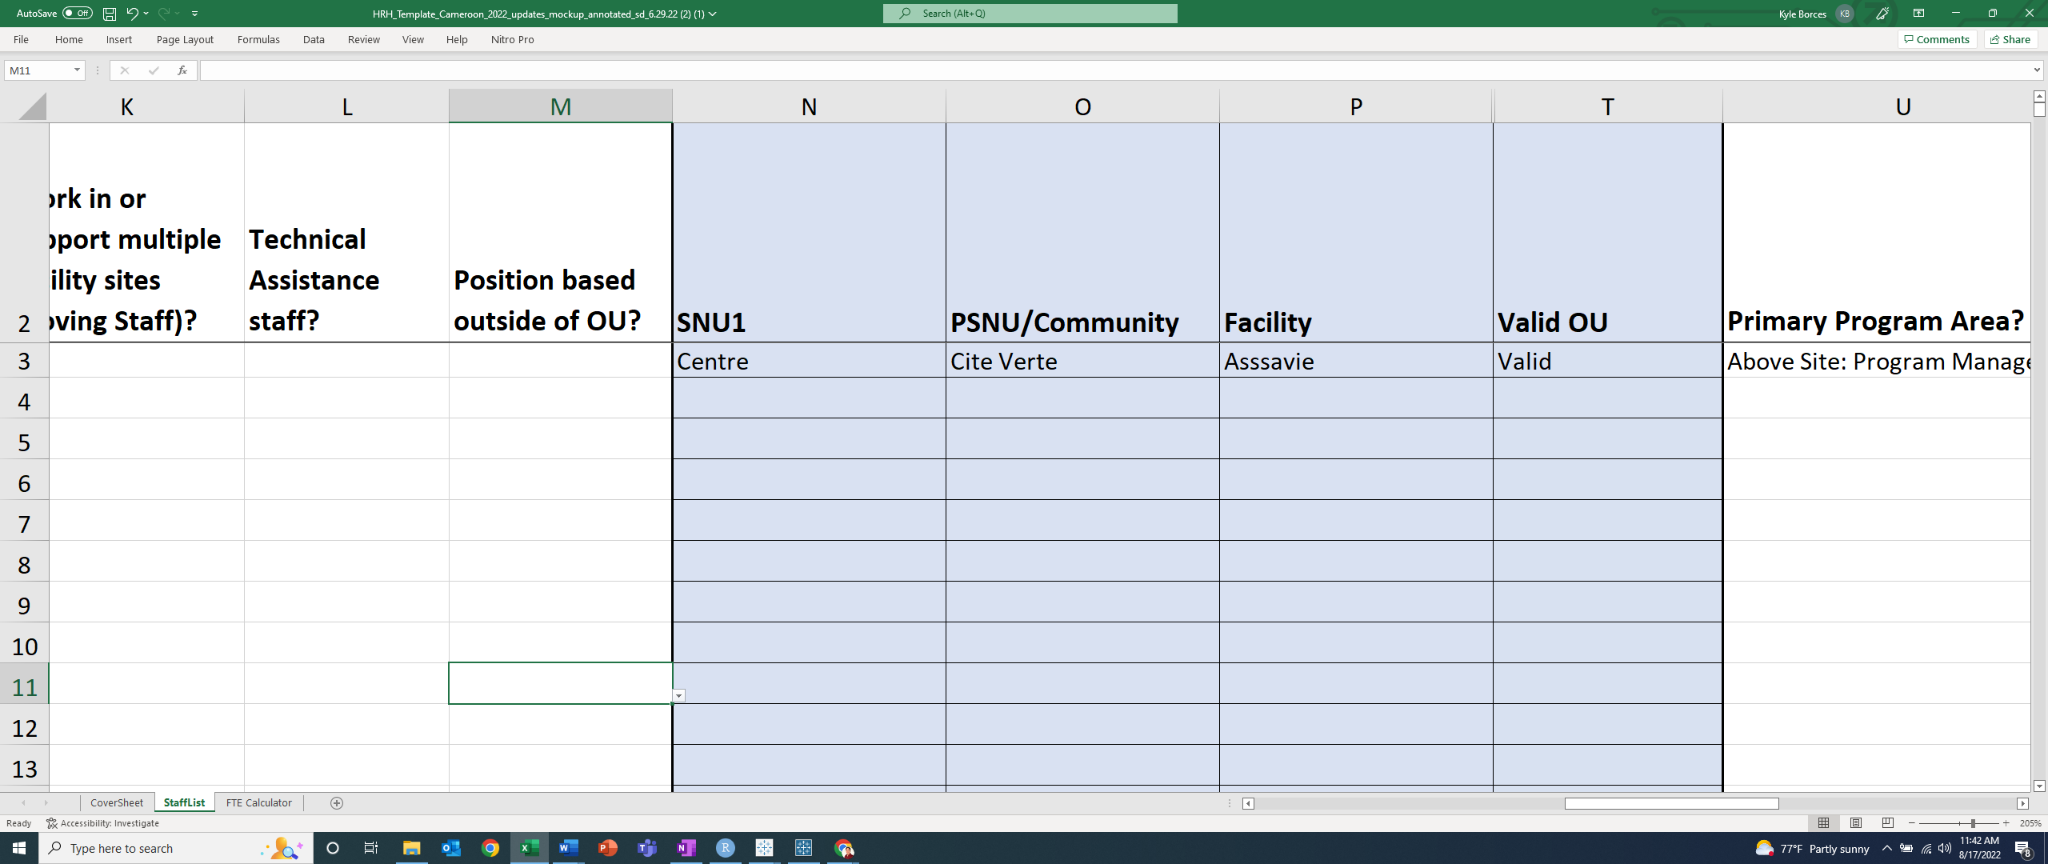 AutoSave Off HRH_Template_Cameroon_2022_updates_mockup_annotated_sd_6.29.22 (2) (1) Search (Alt+Q) Kyle Borces KB
File Home Insert Page Layout Formulas Data Review View Help Nitro Pro Comments Share
M11 fx
K L M N O P T U
ork in or
pport multiple
ility sites
oving Staff)?
Technical
Assistance
staff?
Position based
outside of OU?
2 SNU1 PSNU/Community Facility Valid OU Primary Program Area?
3 Centre Cite Verte Asssavie Valid Above Site: Program Manage
4
5
6
7
8
9
10
11
12
13
CoverSheet StaffList FTE Calculator
Ready Accessibility: Investigate 205%
Type here to search 77°F Partly sunny 11:42 AM
8/17/2022 8